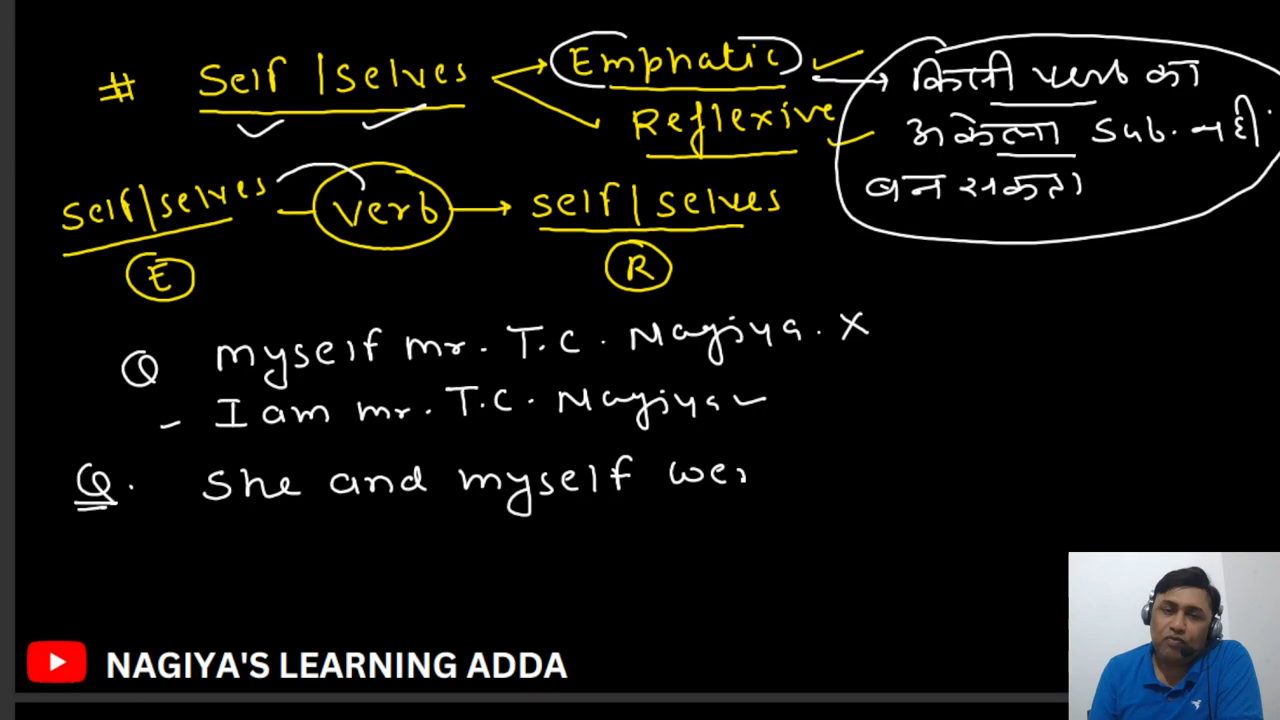 # Self/selves Emphatic
किसी verb का
Reflexive
अकेला sub. नही
बन सकता
self/selves - verb → self/selves
E R
Q myself mr. T.C. Nagiya. X
- I am mr. T.C. Nagiya
Q. She and myself wer
NAGIYA'S LEARNING ADDA